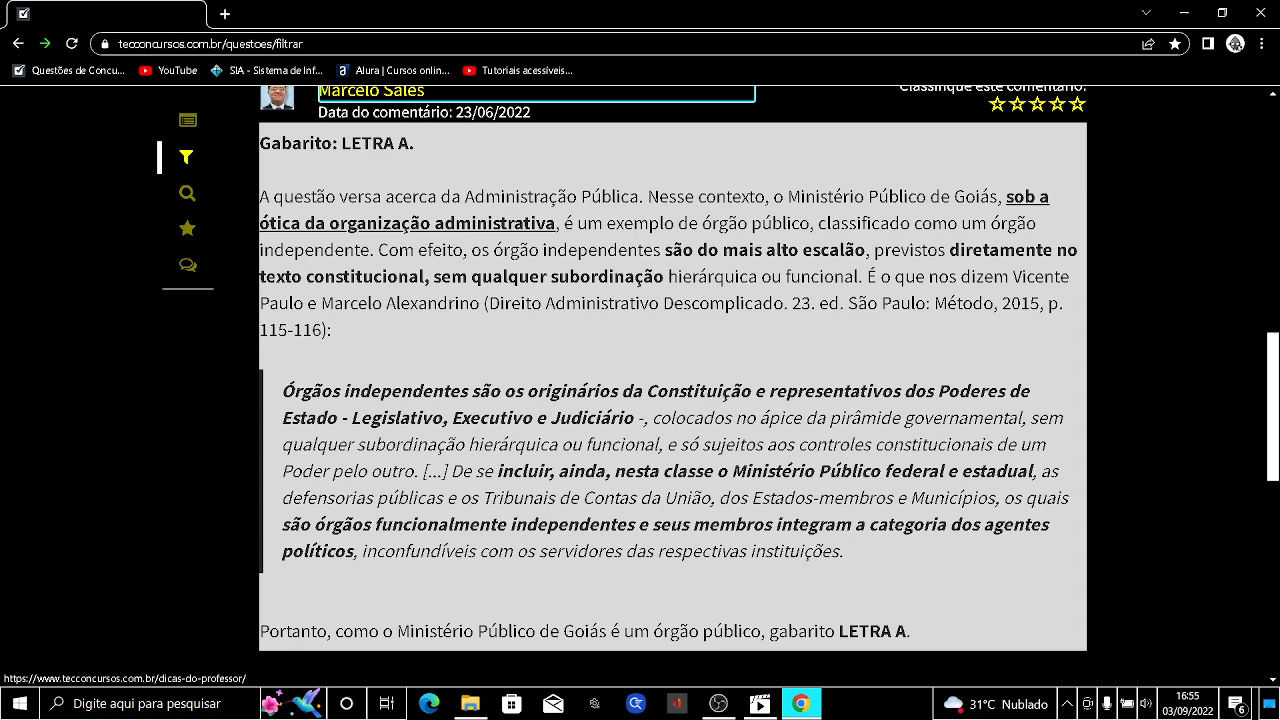 tecconcursos.com.br/questoes/filtrar
Questões de Concu... YouTube SIA - Sistema de Inf... Alura | Cursos onlin... Tutoriais acessíveis...
Marcelo Sales Classifique este comentário:
Data do comentário: 23/06/2022
Gabarito: LETRA A.
A questão versa acerca da Administração Pública. Nesse contexto, o Ministério Público de Goiás, sob a
ótica da organização administrativa, é um exemplo de órgão público, classificado como um órgão
independente. Com efeito, os órgão independentes são do mais alto escalão, previstos diretamente no
texto constitucional, sem qualquer subordinação hierárquica ou funcional. É o que nos dizem Vicente
Paulo e Marcelo Alexandrino (Direito Administrativo Descomplicado. 23. ed. São Paulo: Método, 2015, p.
115-116):
Órgãos independentes são os originários da Constituição e representativos dos Poderes de
Estado - Legislativo, Executivo e Judiciário -, colocados no ápice da pirâmide governamental, sem
qualquer subordinação hierárquica ou funcional, e só sujeitos aos controles constitucionais de um
Poder pelo outro. [...] De se incluir, ainda, nesta classe o Ministério Público federal e estadual, as
defensorias públicas e os Tribunais de Contas da União, dos Estados-membros e Municípios, os quais
são órgãos funcionalmente independentes e seus membros integram a categoria dos agentes
políticos, inconfundíveis com os servidores das respectivas instituições.
Portanto, como o Ministério Público de Goiás é um órgão público, gabarito LETRA A.
https://www.tecconcursos.com.br/dicas-do-professor/
Digite aqui para pesquisar 31°C Nublado 16:55
03/09/2022 6